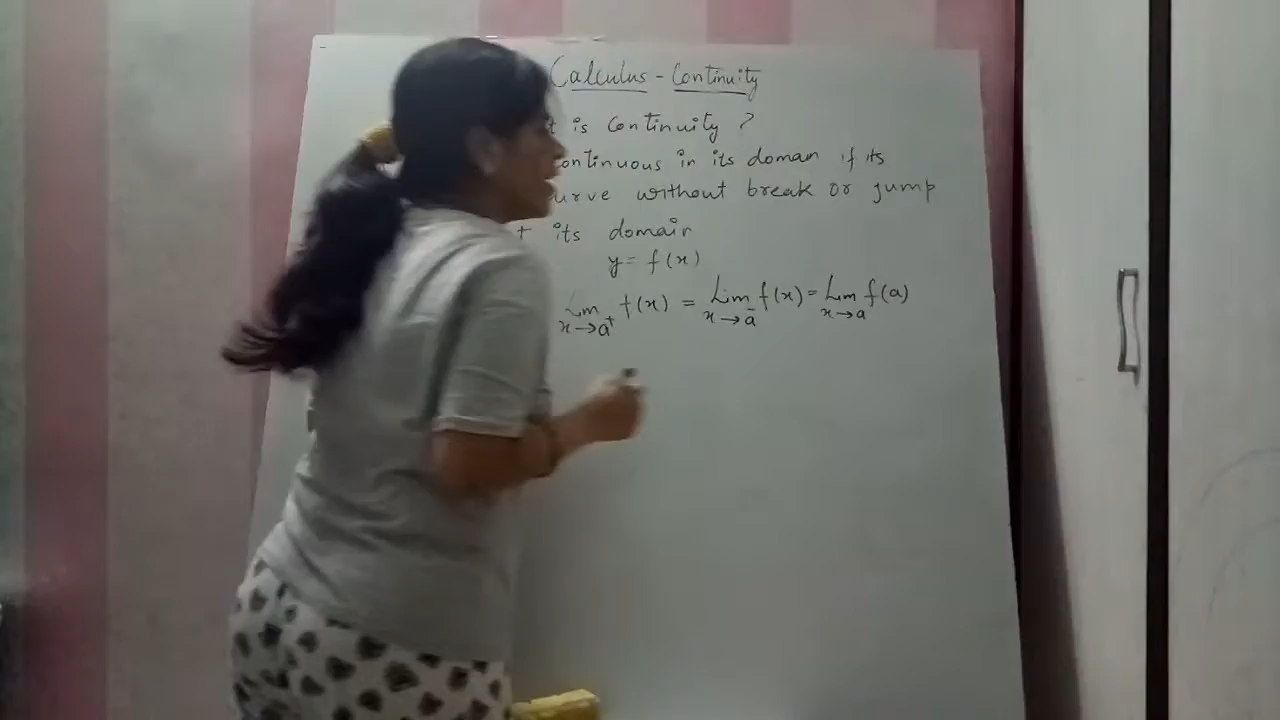 Calculus - Continuity
is continuity ?
ontinuous in its doman if its
urve without break or jump
its domain
y = f(x)
Lim x→a⁺ f(x) = Lim x→a⁻ f(x) = Lim x→a f(a)